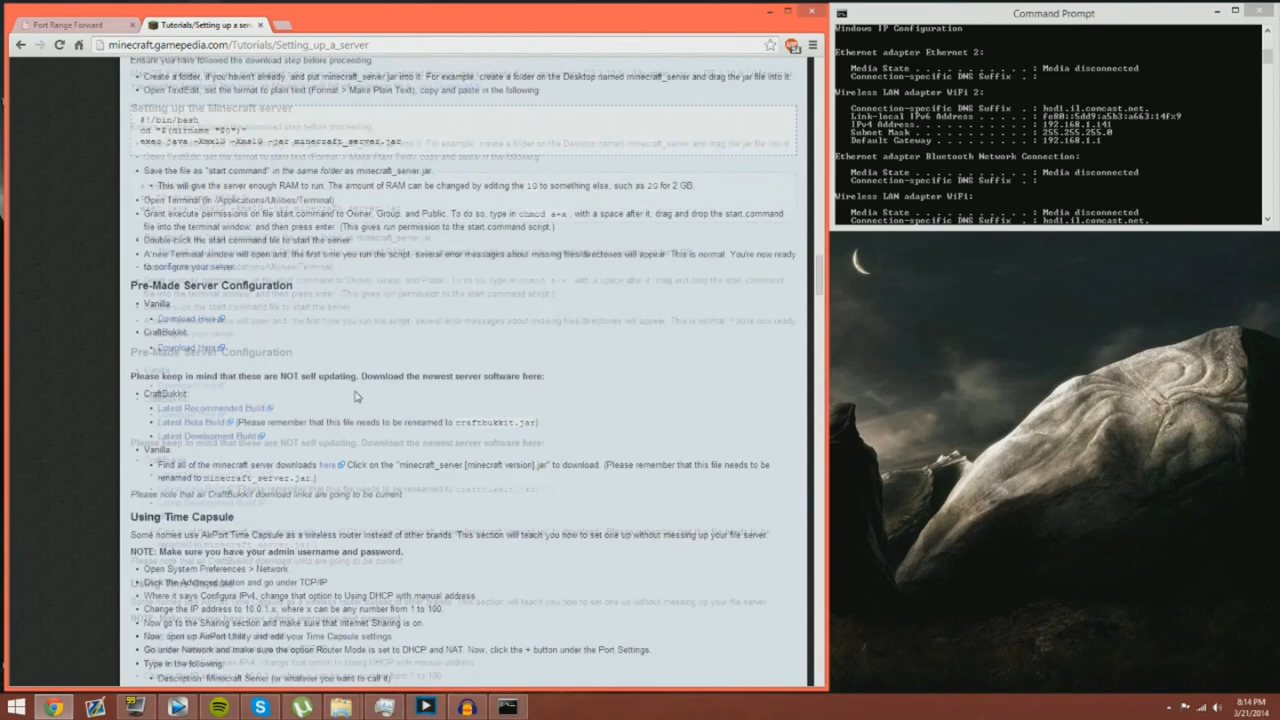 Port Range Forward
Tutorials/Setting up a ser
minecraft.gamepedia.com/Tutorials/Setting_up_a_server
Ensure you have followed the download step before proceeding.
Create a folder, if you haven't already, and put minecraft_server.jar into it. For example, create a folder on the Desktop named minecraft_server and drag the jar file into it.
Open TextEdit, set the format to plain text (Format > Make Plain Text), copy and paste in the following:
Setting up the Minecraft server
#!/bin/bash
cd "$(dirname "$0")"
exec java -Xmx1G -Xms1G -jar minecraft_server.jar
Save the file as "start.command" in the same folder as minecraft_server.jar.
This will give the server enough RAM to run. The amount of RAM can be changed by editing the 1G to something else, such as 2G for 2 GB.
Open Terminal (in /Applications/Utilities/Terminal)
Grant execute permissions on file start.command to Owner, Group, and Public. To do so, type in chmod a+x , with a space after it, drag and drop the start.command
file into the terminal window, and then press enter. (This gives run permission to the start.command script.)
Double click the start.command file to start the server.
A new Terminal window will open and, the first time you run the script, several error messages about missing files/directories will appear. This is normal. You're now ready
to configure your server.
Pre-Made Server Configuration
Vanilla
Download Here
CraftBukkit:
Download Here
Pre-Made Server Configuration
Please keep in mind that these are NOT self updating. Download the newest server software here:
CraftBukkit:
Latest Recommended Build
Latest Beta Build (Please remember that this file needs to be renamed to craftbukkit.jar)
Latest Development Build
Vanilla
Find all of the minecraft server downloads here Click on the "minecraft_server.[minecraft version].jar" to download. (Please remember that this file needs to be
renamed to minecraft_server.jar.)
Please note that all CraftBukkit download links are going to be current
Using Time Capsule
Some homes use AirPort Time Capsule as a wireless router instead of other brands. This section will teach you how to set one up without messing up your file server.
NOTE: Make sure you have your admin username and password.
Open System Preferences > Network.
Click the Advanced button and go under TCP/IP
Where it says Configure IPv4, change that option to Using DHCP with manual address
Change the IP address to 10.0.1.x, where x can be any number from 1 to 100.
Now go to the Sharing section and make sure that Internet Sharing is on.
Now, open up AirPort Utility and edit your Time Capsule settings
Go under Network and make sure the option Router Mode is set to DHCP and NAT. Now, click the + button under the Port Settings.
Type in the following:
Description: Minecraft Server (or whatever you want to call it)
Command Prompt
Windows IP Configuration
Ethernet adapter Ethernet 2:
Media State . . . . . . . . . . . : Media disconnected
Connection-specific DNS Suffix . :
Wireless LAN adapter WiFi 2:
Connection-specific DNS Suffix . : hsd1.il.comcast.net.
Link-local IPv6 Address . . . . . : fe80::5dd9:a5b3:a663:14fx9
IPv4 Address. . . . . . . . . . . : 192.168.1.141
Subnet Mask . . . . . . . . . . . : 255.255.255.0
Default Gateway . . . . . . . . . : 192.168.1.1
Ethernet adapter Bluetooth Network Connection:
Media State . . . . . . . . . . . : Media disconnected
Connection-specific DNS Suffix . :
Wireless LAN adapter WiFi:
Media State . . . . . . . . . . . : Media disconnected
Connection-specific DNS Suffix . : hsd1.il.comcast.net.
99
8:14 PM
3/21/2014